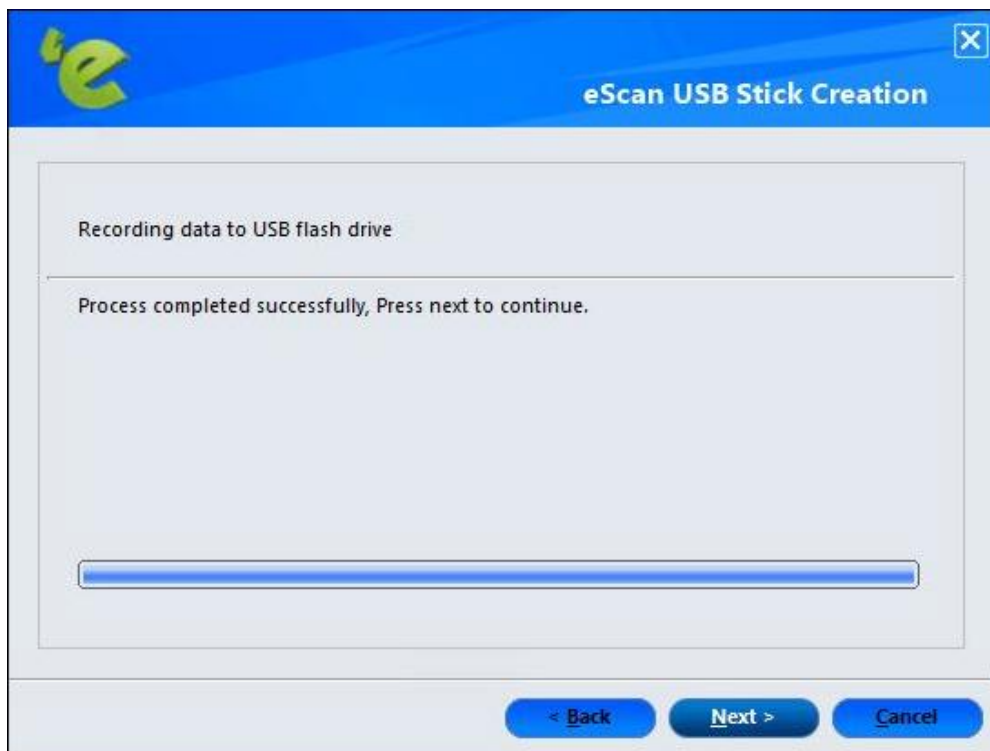 eScan USB Stick Creation
Recording data to USB flash drive
Process completed successfully, Press next to continue.
< Back Next > Cancel